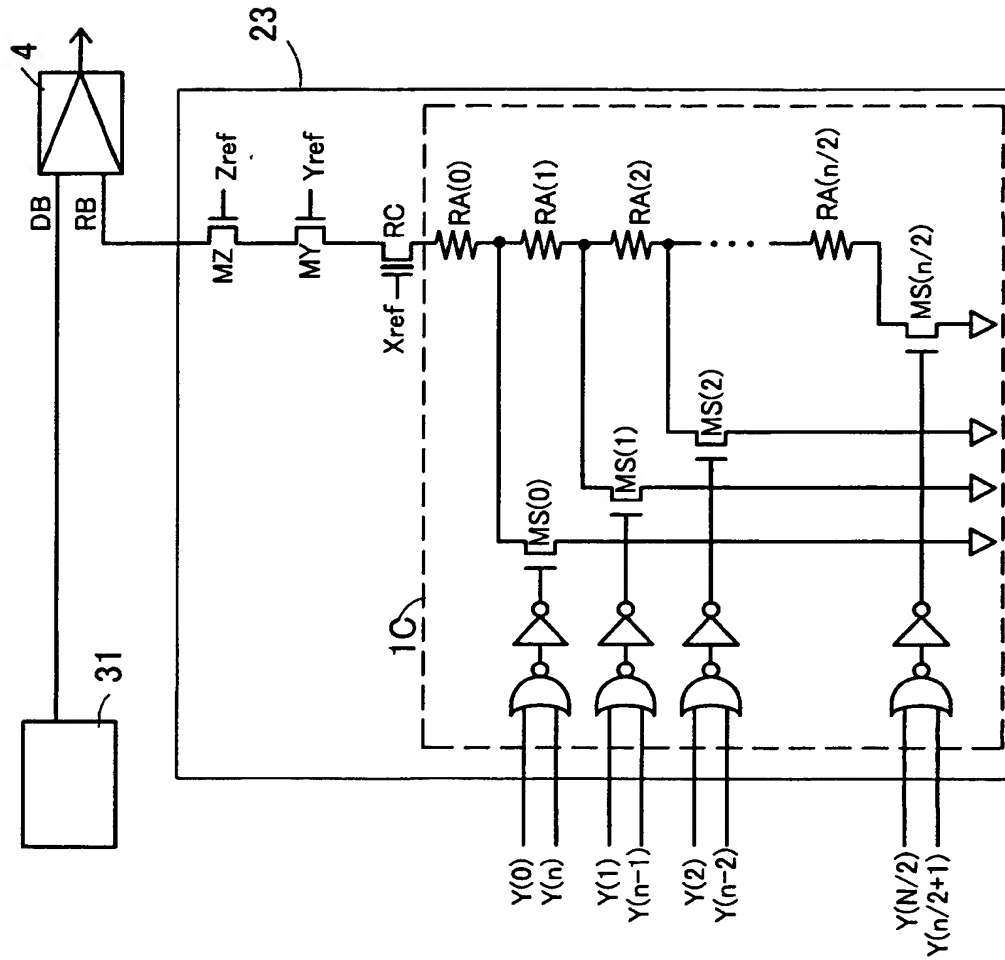 31
DB
RB
4
23
MZ
Zref
MY
Yref
Xref
RC
1C
RA(0)
RA(1)
RA(2)
RA(n/2)
MS(0)
MS(1)
MS(2)
MS(n/2)
Y(0)
Y(n)
Y(1)
Y(n-1)
Y(2)
Y(n-2)
Y(N/2)
Y(n/2+1)